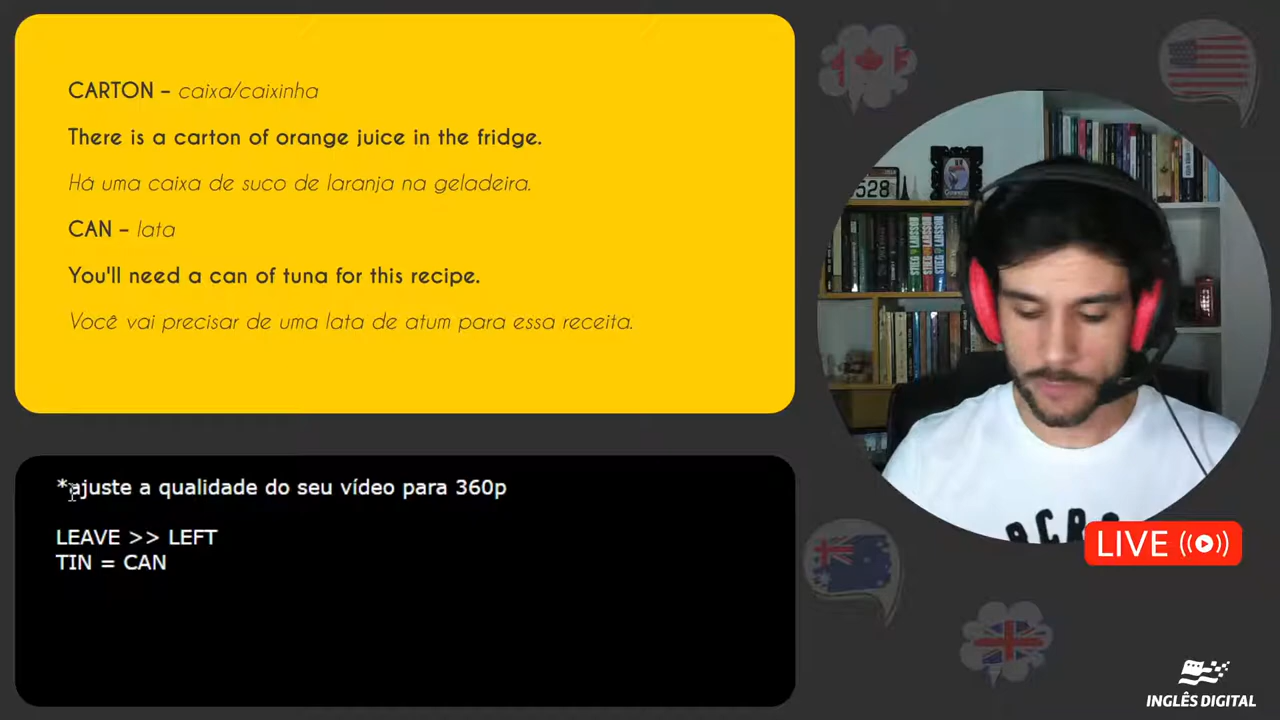 CARTON – caixa/caixinha
There is a carton of orange juice in the fridge.
Há uma caixa de suco de laranja na geladeira.
CAN – lata
You'll need a can of tuna for this recipe.
Você vai precisar de uma lata de atum para essa receita.
*ajuste a qualidade do seu vídeo para 360p
LEAVE >> LEFT
TIN = CAN
528
STIEG LARSSON
LIVE
INGLÊS DIGITAL